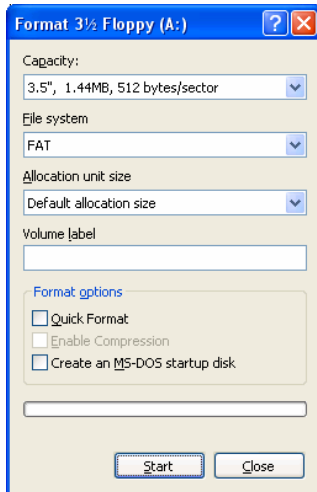 Format 3½ Floppy (A:)
Capacity:
3.5", 1.44MB, 512 bytes/sector
File system
FAT
Allocation unit size
Default allocation size
Volume label
Format options
Quick Format
Enable Compression
Create an MS-DOS startup disk
Start Close